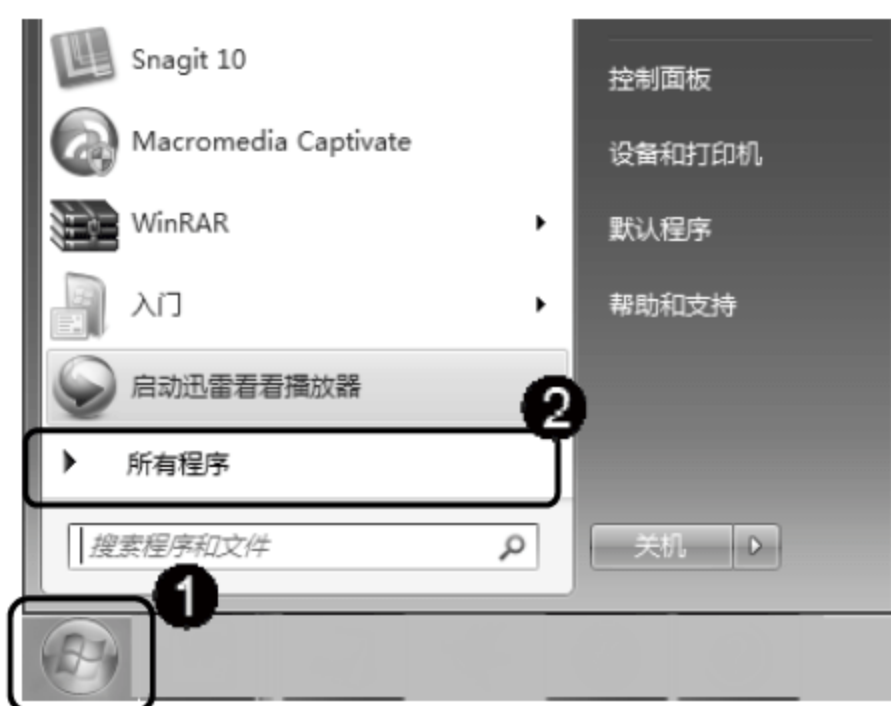 Snagit 10
Macromedia Captivate
WinRAR
入门
启动迅雷看看播放器
2
所有程序
搜索程序和文件
1
控制面板
设备和打印机
默认程序
帮助和支持
关机